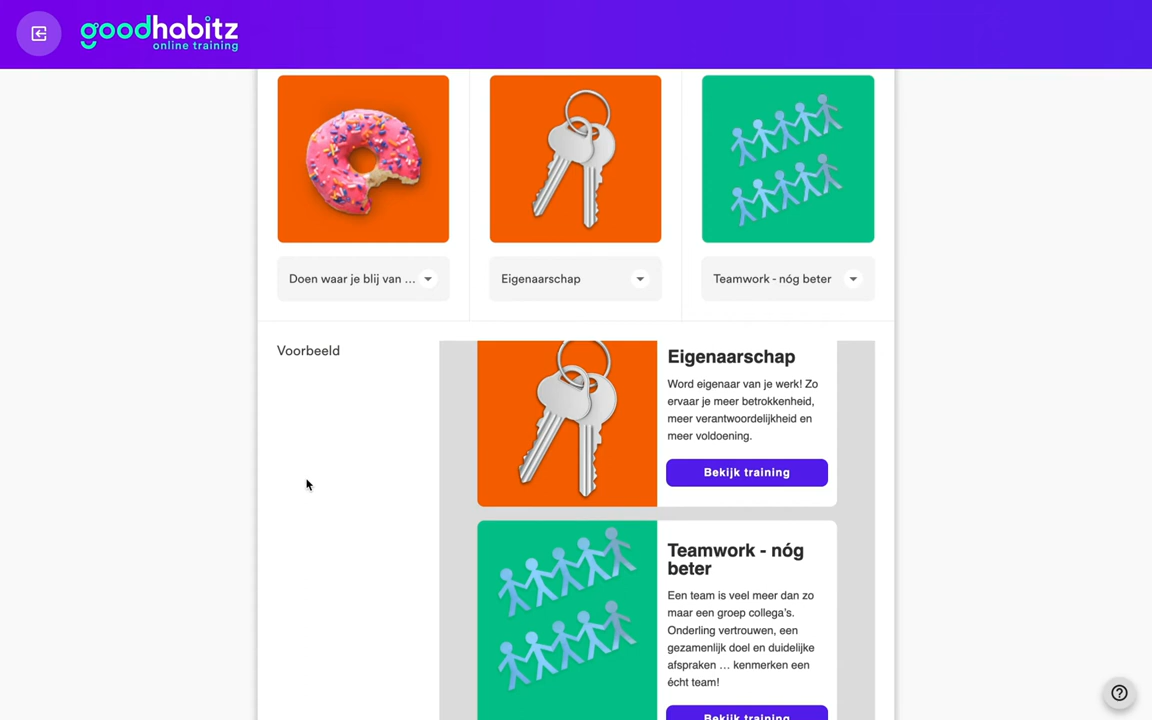 goodhabitz
online training
Doen waar je blij van ...
Eigenaarschap
Teamwork - nóg beter
Voorbeeld
Eigenaarschap
Word eigenaar van je werk! Zo
ervaar je meer betrokkenheid,
meer verantwoordelijkheid en
meer voldoening.
Bekijk training
Teamwork - nóg
beter
Een team is veel meer dan zo
maar een groep collega's.
Onderling vertrouwen, een
gezamenlijk doel en duidelijke
afspraken ... kenmerken een
écht team!
Bekijk training